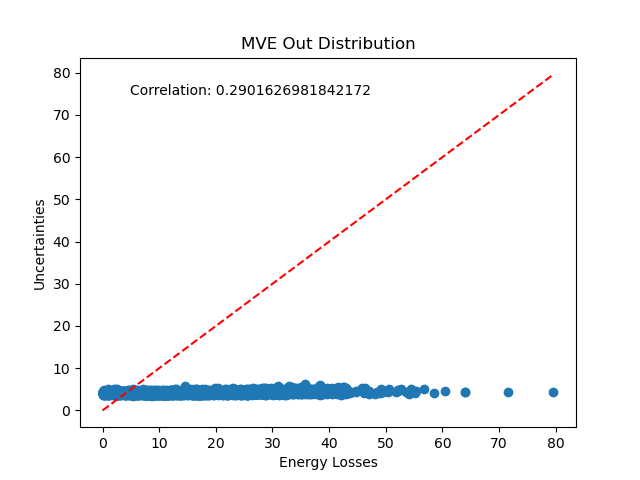 MVE Out Distribution
Correlation: 0.2901626981842172
Uncertainties
80
70
60
50
40
30
20
10
0
0 10 20 30 40 50 60 70 80
Energy Losses